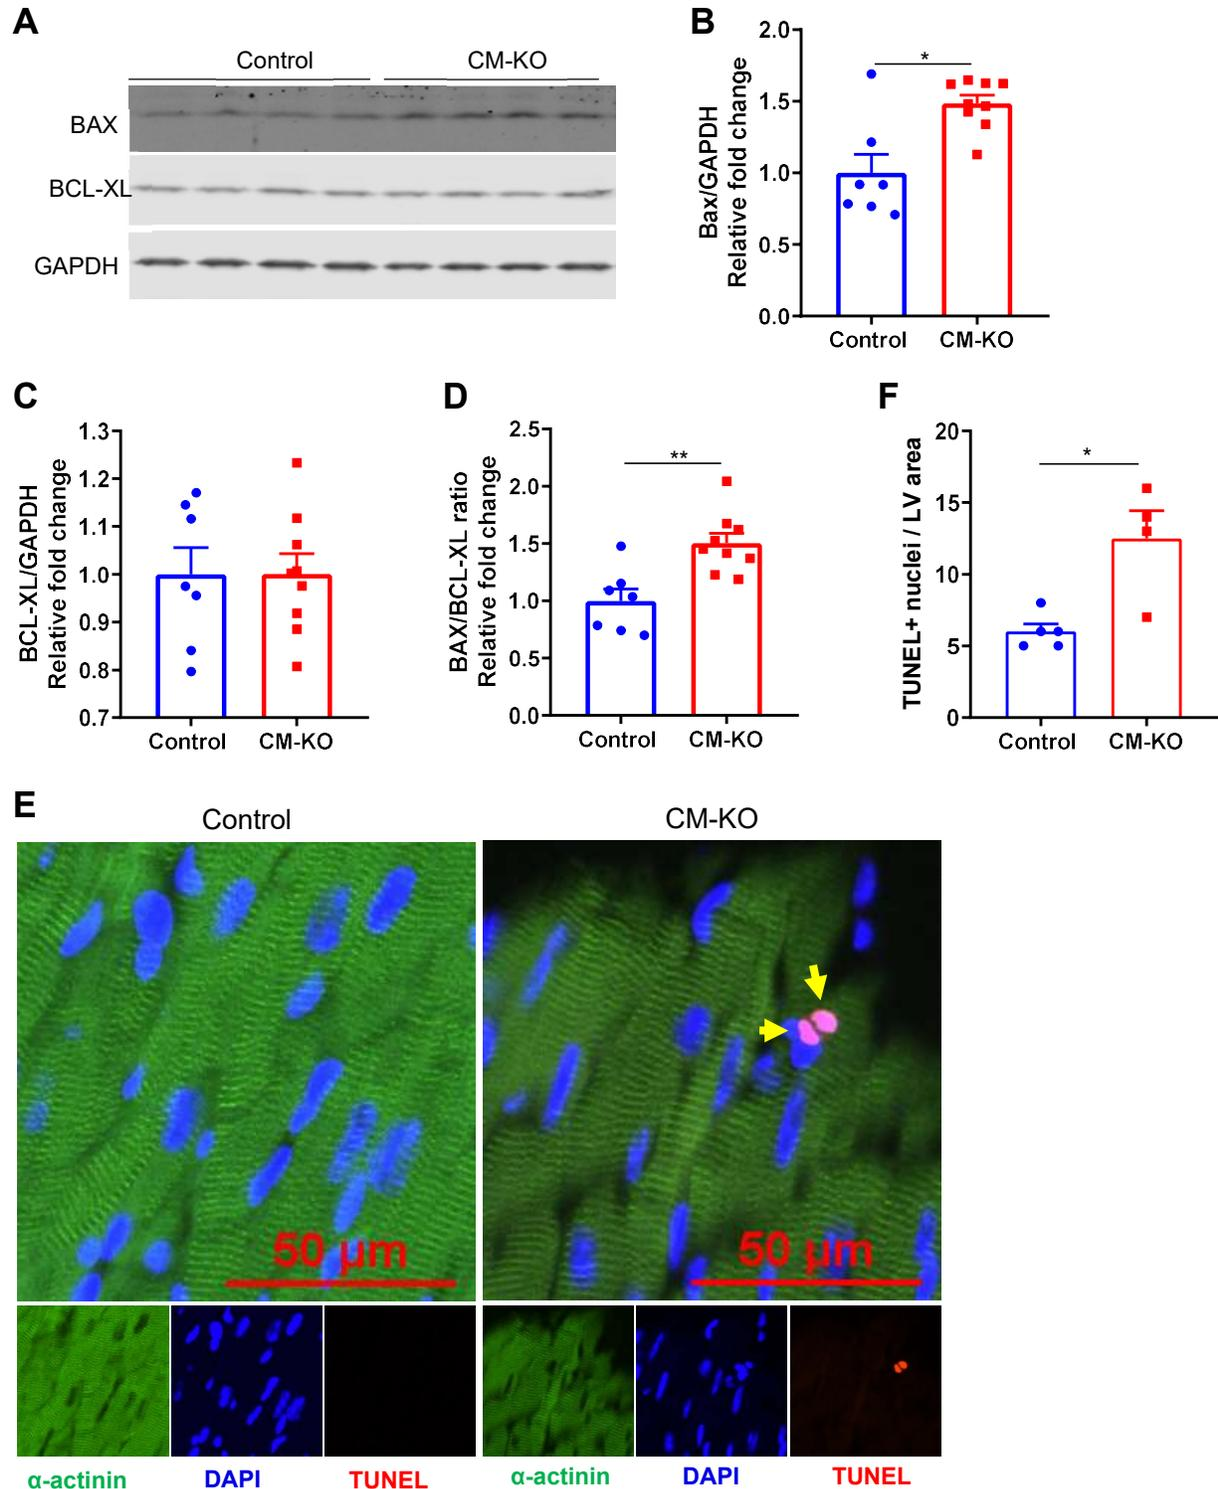 A
Control
CM-KO
BAX
BCL-XL
GAPDH
B
Bax/GAPDH
Relative fold change
2.0
1.5
1.0
0.5
0.0
*
Control
CM-KO
C
BCL-XL/GAPDH
Relative fold change
1.3
1.2
1.1
1.0
0.9
0.8
0.7
Control
CM-KO
D
BAX/BCL-XL ratio
Relative fold change
2.5
2.0
1.5
1.0
0.5
0.0
**
Control
CM-KO
F
TUNEL+ nuclei / LV area
20
15
10
5
0
*
Control
CM-KO
E
Control
CM-KO
50 µm
50 µm
α-actinin
DAPI
TUNEL
α-actinin
DAPI
TUNEL